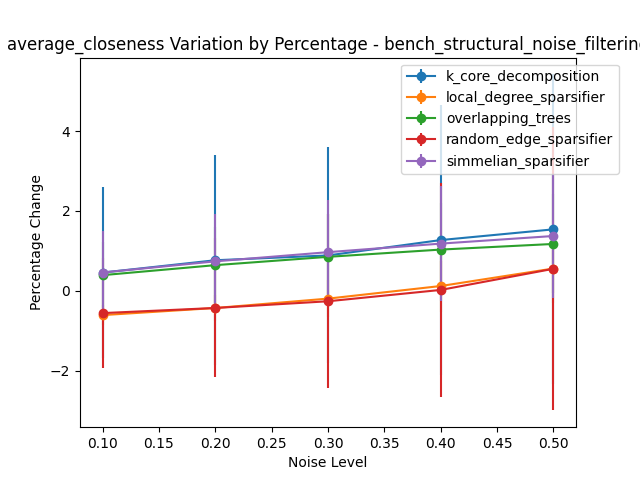 average_closeness Variation by Percentage - bench_structural_noise_filtering
k_core_decomposition
local_degree_sparsifier
overlapping_trees
random_edge_sparsifier
simmelian_sparsifier
Percentage Change
4
2
0
−2
0.10 0.15 0.20 0.25 0.30 0.35 0.40 0.45 0.50
Noise Level